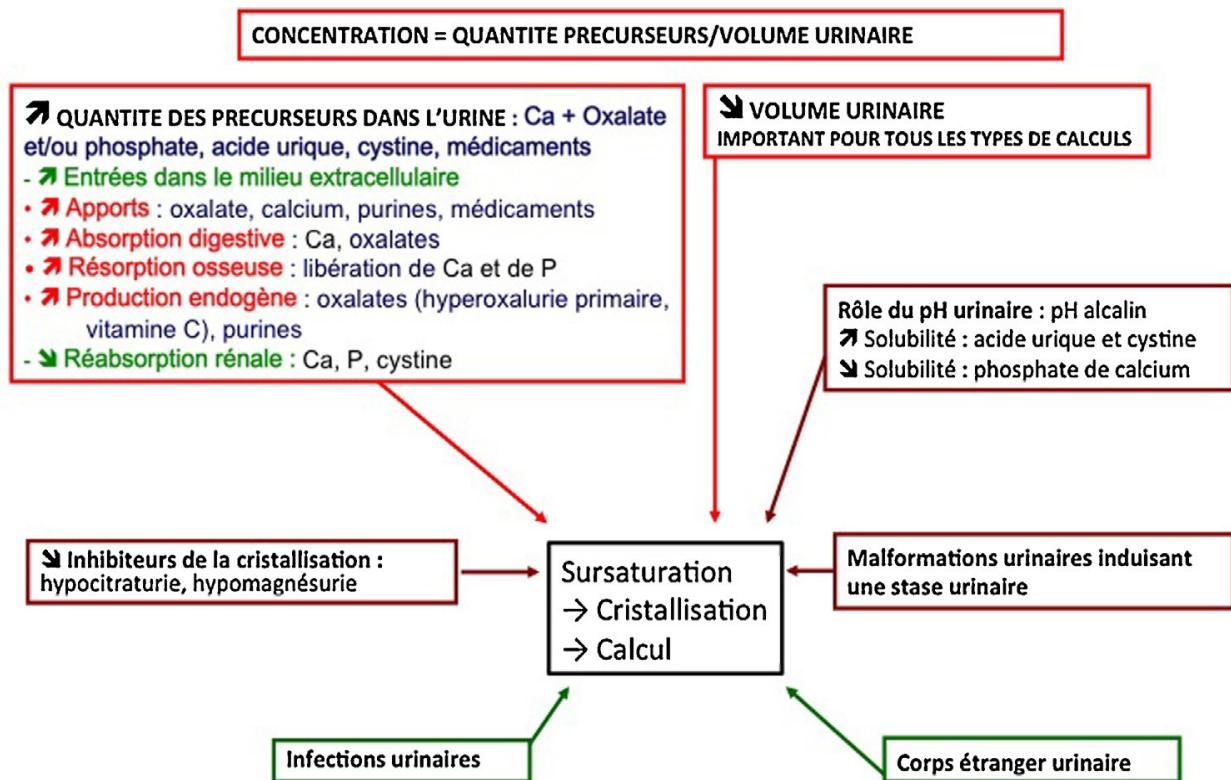 CONCENTRATION = QUANTITE PRECURSEURS/VOLUME URINAIRE
↗ QUANTITE DES PRECURSEURS DANS L'URINE : Ca + Oxalate
et/ou phosphate, acide urique, cystine, médicaments
- ↗ Entrées dans le milieu extracellulaire
• ↗ Apports : oxalate, calcium, purines, médicaments
• ↗ Absorption digestive : Ca, oxalates
• ↗ Résorption osseuse : libération de Ca et de P
• ↗ Production endogène : oxalates (hyperoxalurie primaire,
vitamine C), purines
- ↘ Réabsorption rénale : Ca, P, cystine
↘ VOLUME URINAIRE
IMPORTANT POUR TOUS LES TYPES DE CALCULS
Rôle du pH urinaire : pH alcalin
↗ Solubilité : acide urique et cystine
↘ Solubilité : phosphate de calcium
↘ Inhibiteurs de la cristallisation :
hypocitraturie, hypomagnésurie
Sursaturation
→ Cristallisation
→ Calcul
Malformations urinaires induisant
une stase urinaire
Infections urinaires
Corps étranger urinaire